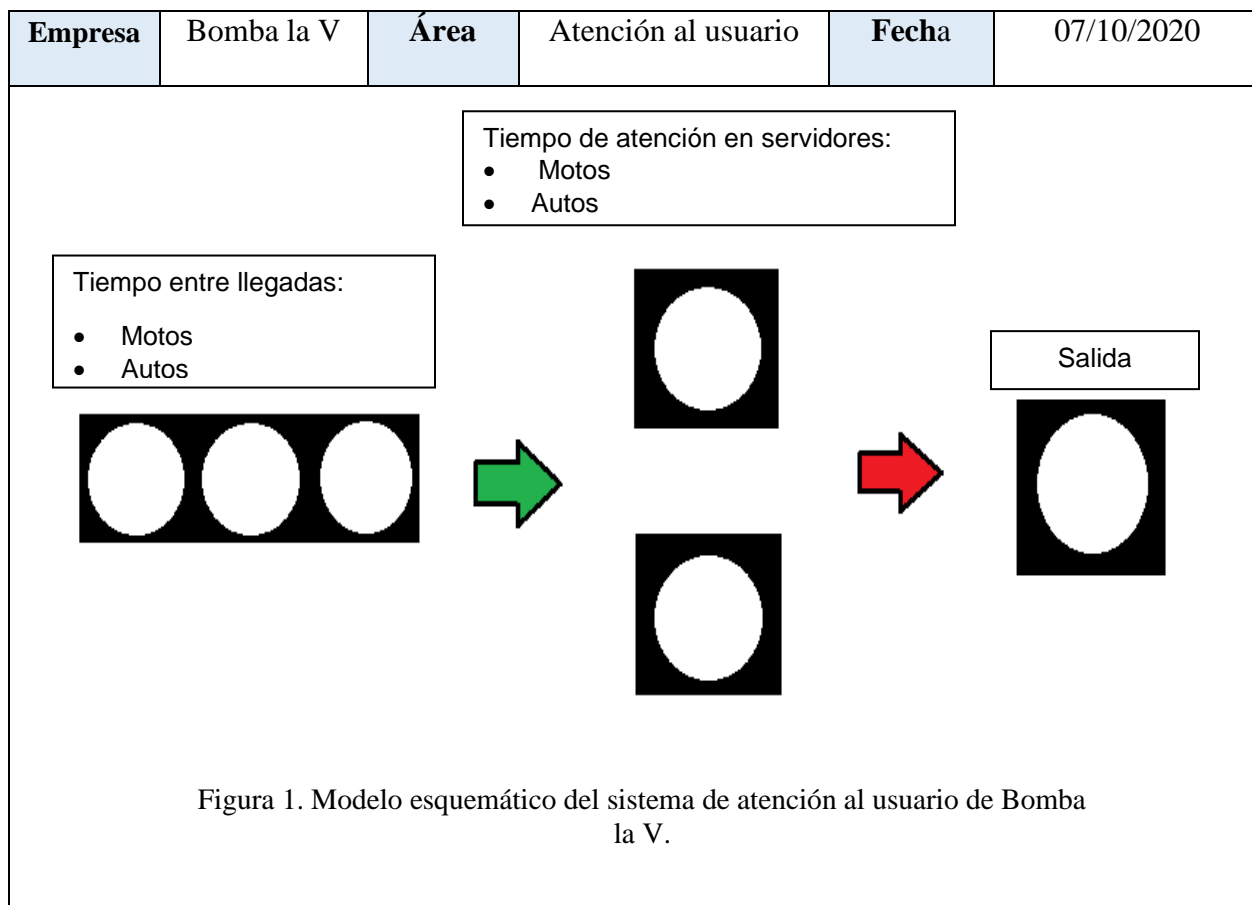 Empresa Bomba la V Área Atención al usuario Fecha 07/10/2020
Tiempo de atención en servidores:
• Motos
• Autos
Tiempo entre llegadas:
• Motos
• Autos
Salida
Figura 1. Modelo esquemático del sistema de atención al usuario de Bomba
la V.